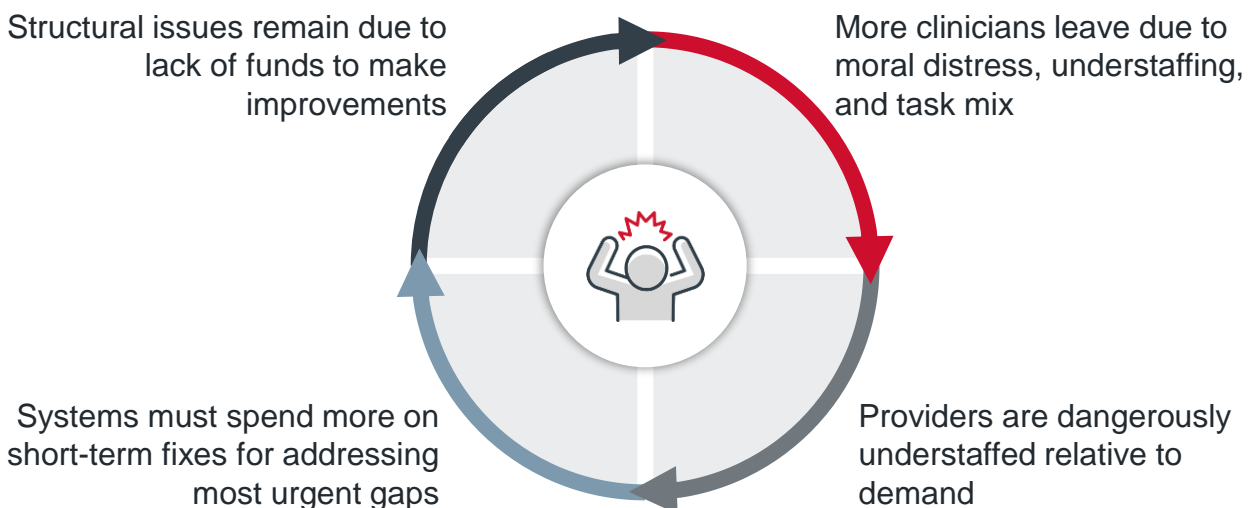 Structural issues remain due to
lack of funds to make
improvements
More clinicians leave due to
moral distress, understaffing,
and task mix
Systems must spend more on
short-term fixes for addressing
most urgent gaps
Providers are dangerously
understaffed relative to
demand